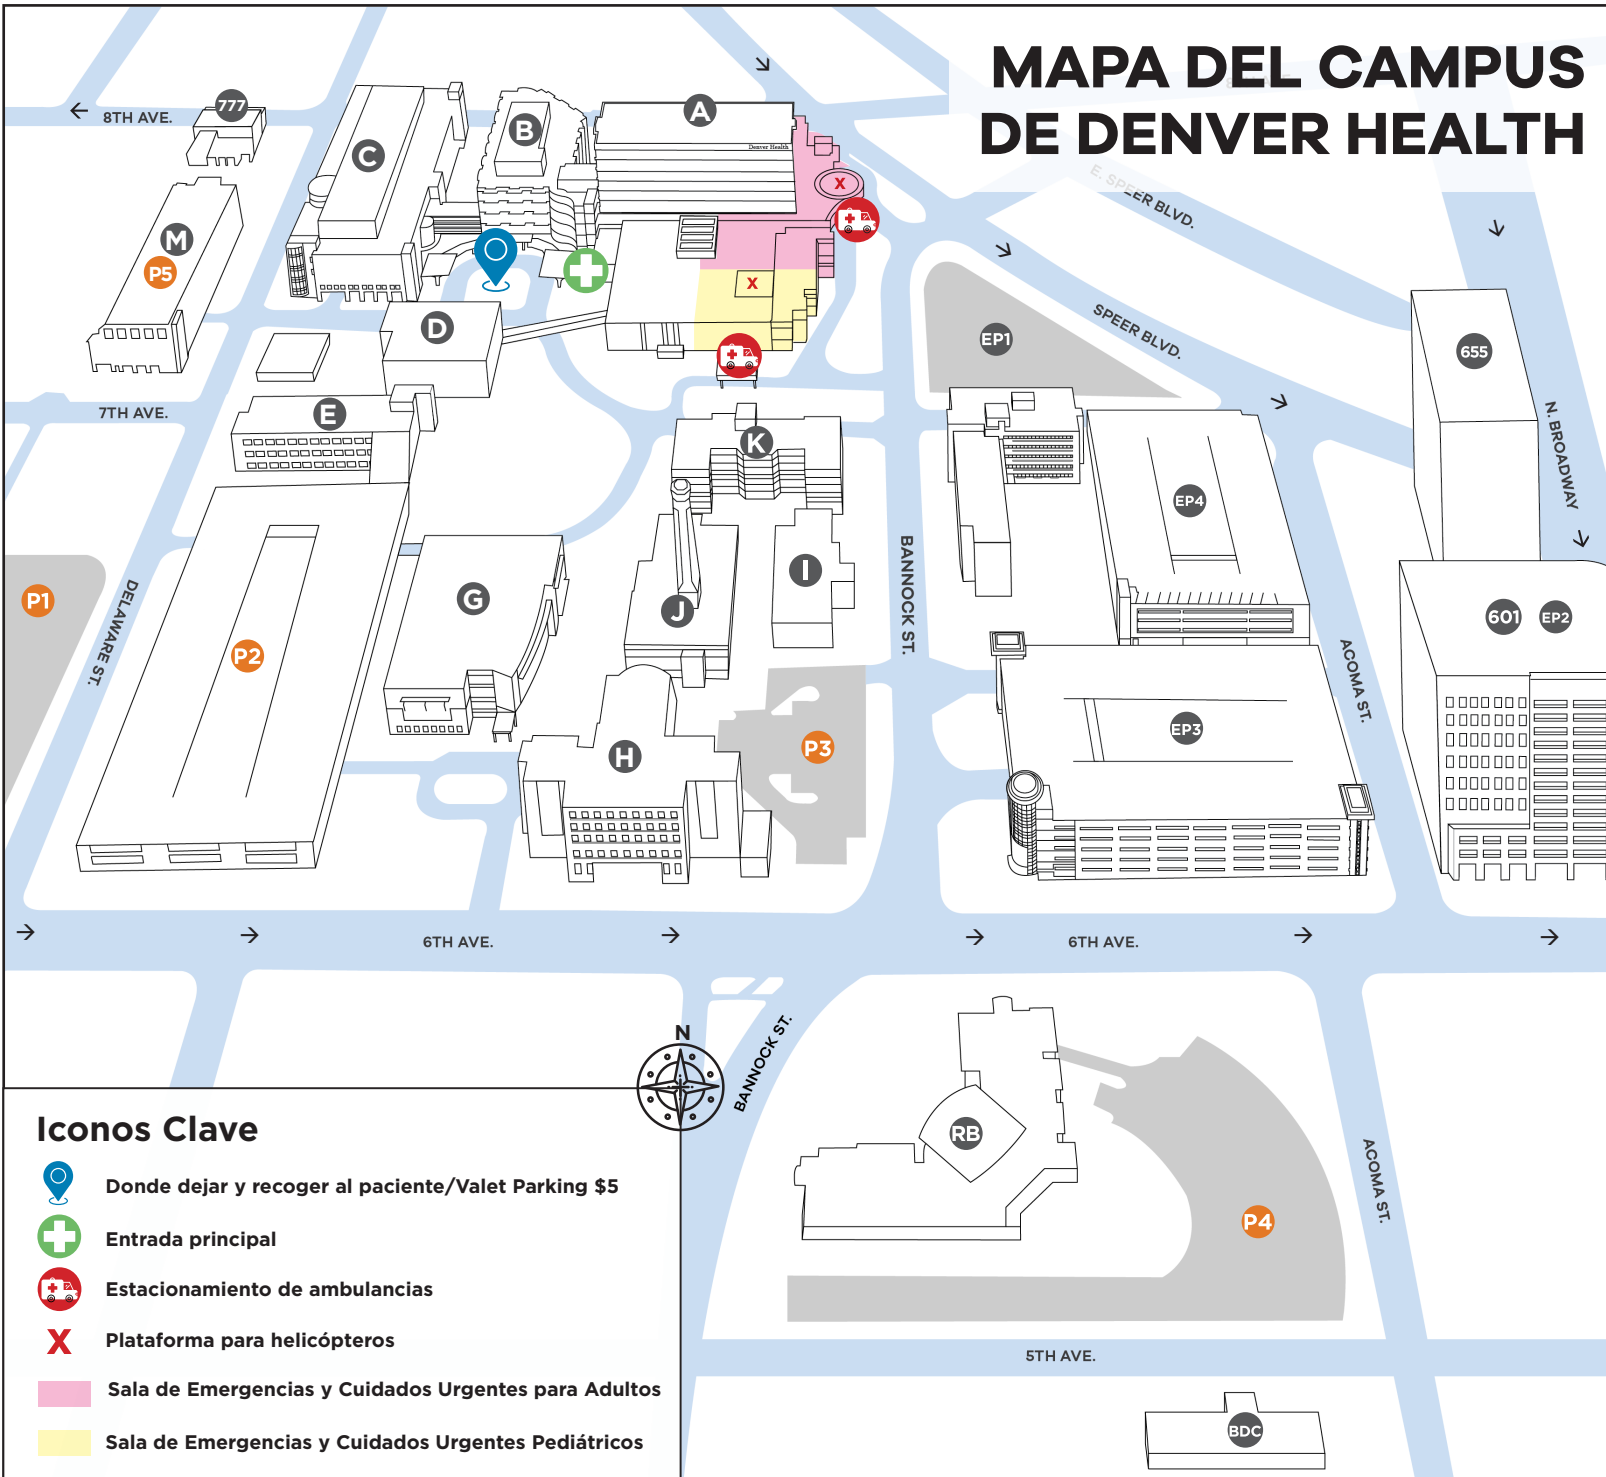 MAPA DEL CAMPUS
DE DENVER HEALTH
8TH AVE.
777
C
B
A
Denver Health
X
E. SPEER BLVD.
M
P5
D
X
SPEER BLVD.
EP1
655
7TH AVE.
E
K
N. BROADWAY
EP4
BANNOCK ST.
P1
DELAWARE ST.
G
I
J
P2
601
EP2
ACOMA ST.
EP3
H
P3
6TH AVE.
6TH AVE.
N
BANNOCK ST.
RB
P4
ACOMA ST.
5TH AVE.
BDC
Iconos Clave
Donde dejar y recoger al paciente/Valet Parking $5
Entrada principal
Estacionamiento de ambulancias
X
Plataforma para helicópteros
Sala de Emergencias y Cuidados Urgentes para Adultos
Sala de Emergencias y Cuidados Urgentes Pediátricos